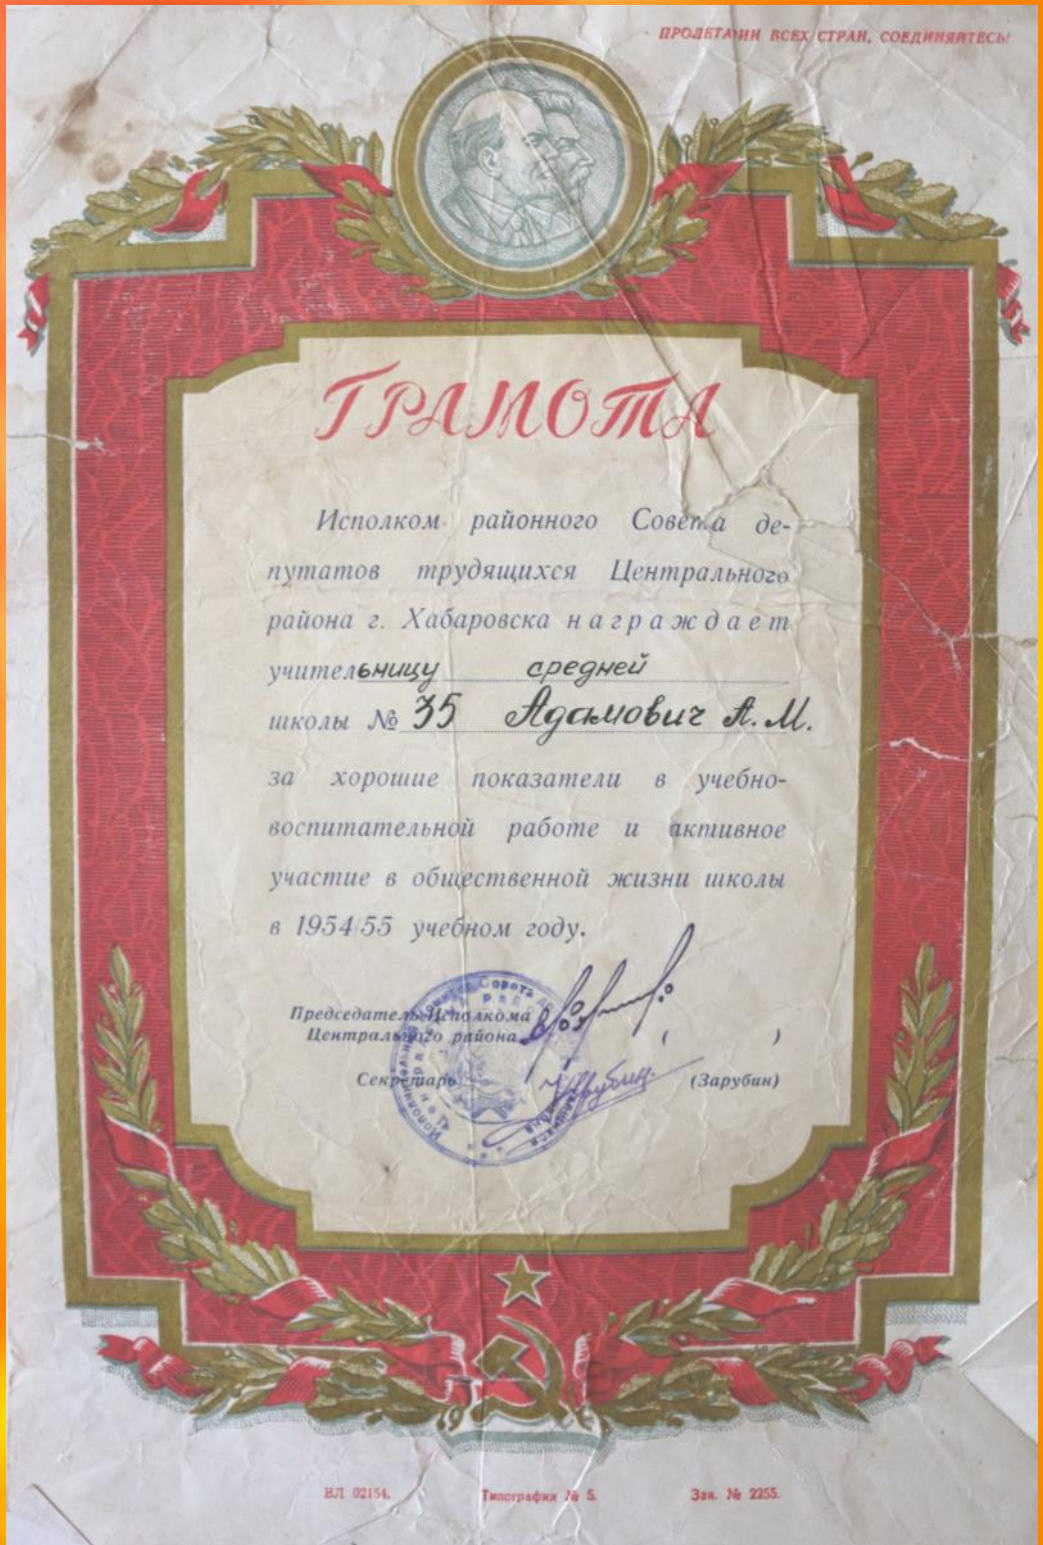 ПРОЛЕТАРИИ ВСЕХ СТРАН, СОЕДИНЯЙТЕСЬ!
ГРАМОТА
Исполком районного Совета де-
путатов трудящихся Центрального
района г. Хабаровска награждает
учительницу средней
школы № 35 Адамович А. М.
за хорошие показатели в учебно-
воспитательной работе и активное
участие в общественной жизни школы
в 1954/55 учебном году.
Председатель Исполкома
Центрального района ( )
Секретарь (Зарубин)
ВЛ 02154. Типография № 5. Зак. № 2255.